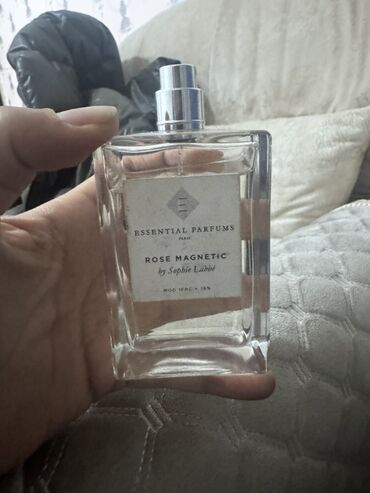 ESSENTIAL PARFUMS
PARIS
ROSE MAGNETIC
by Sophie Labbé